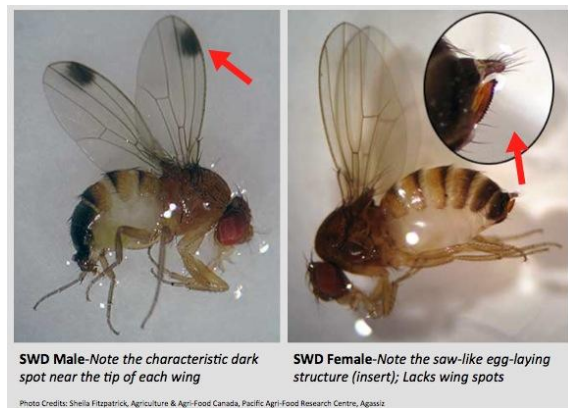 SWD Male-Note the characteristic dark
spot near the tip of each wing
SWD Female-Note the saw-like egg-laying
structure (insert); Lacks wing spots
Photo Credits: Sheila Fitzpatrick, Agriculture & Agri-Food Canada, Pacific Agri-Food Research Centre, Agassiz